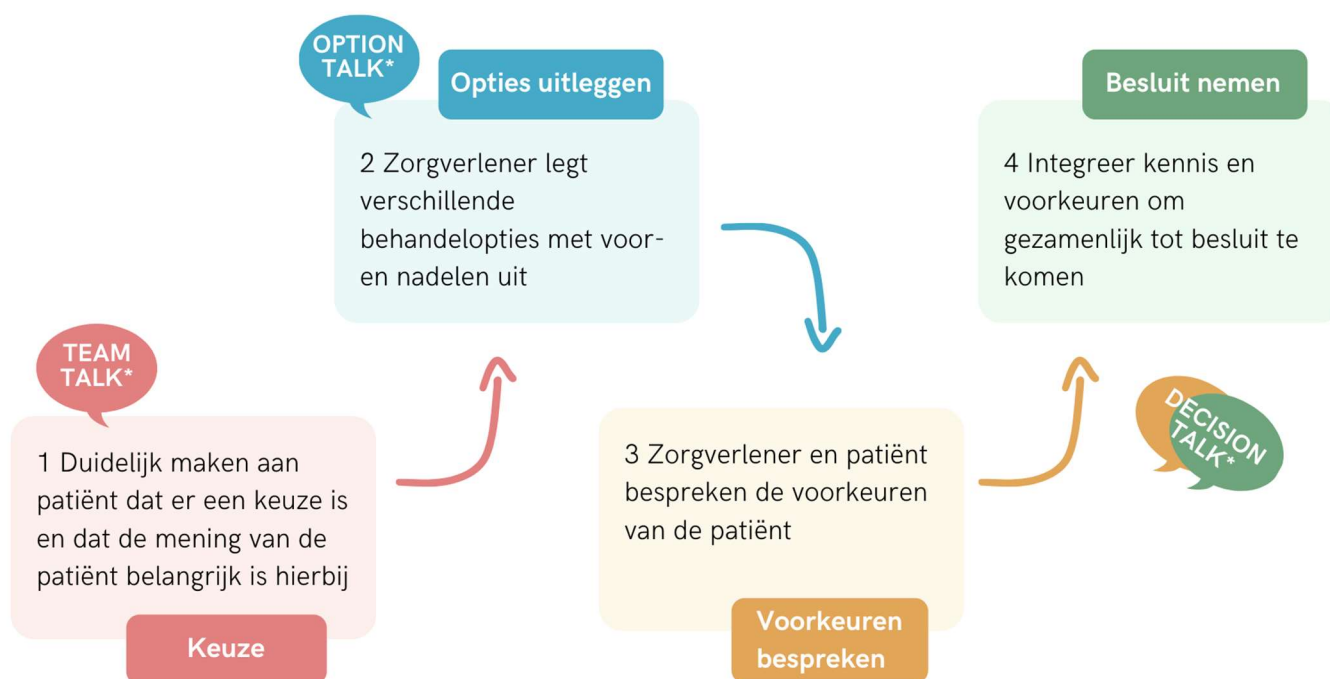 TEAM
TALK*
1 Duidelijk maken aan
patiënt dat er een keuze is
en dat de mening van de
patiënt belangrijk is hierbij
Keuze
OPTION
TALK*
Opties uitleggen
2 Zorgverlener legt
verschillende
behandelopties met voor-
en nadelen uit
3 Zorgverlener en patiënt
bespreken de voorkeuren
van de patiënt
Voorkeuren
bespreken
Besluit nemen
4 Integreer kennis en
voorkeuren om
gezamenlijk tot besluit te
komen
DECISION
TALK*